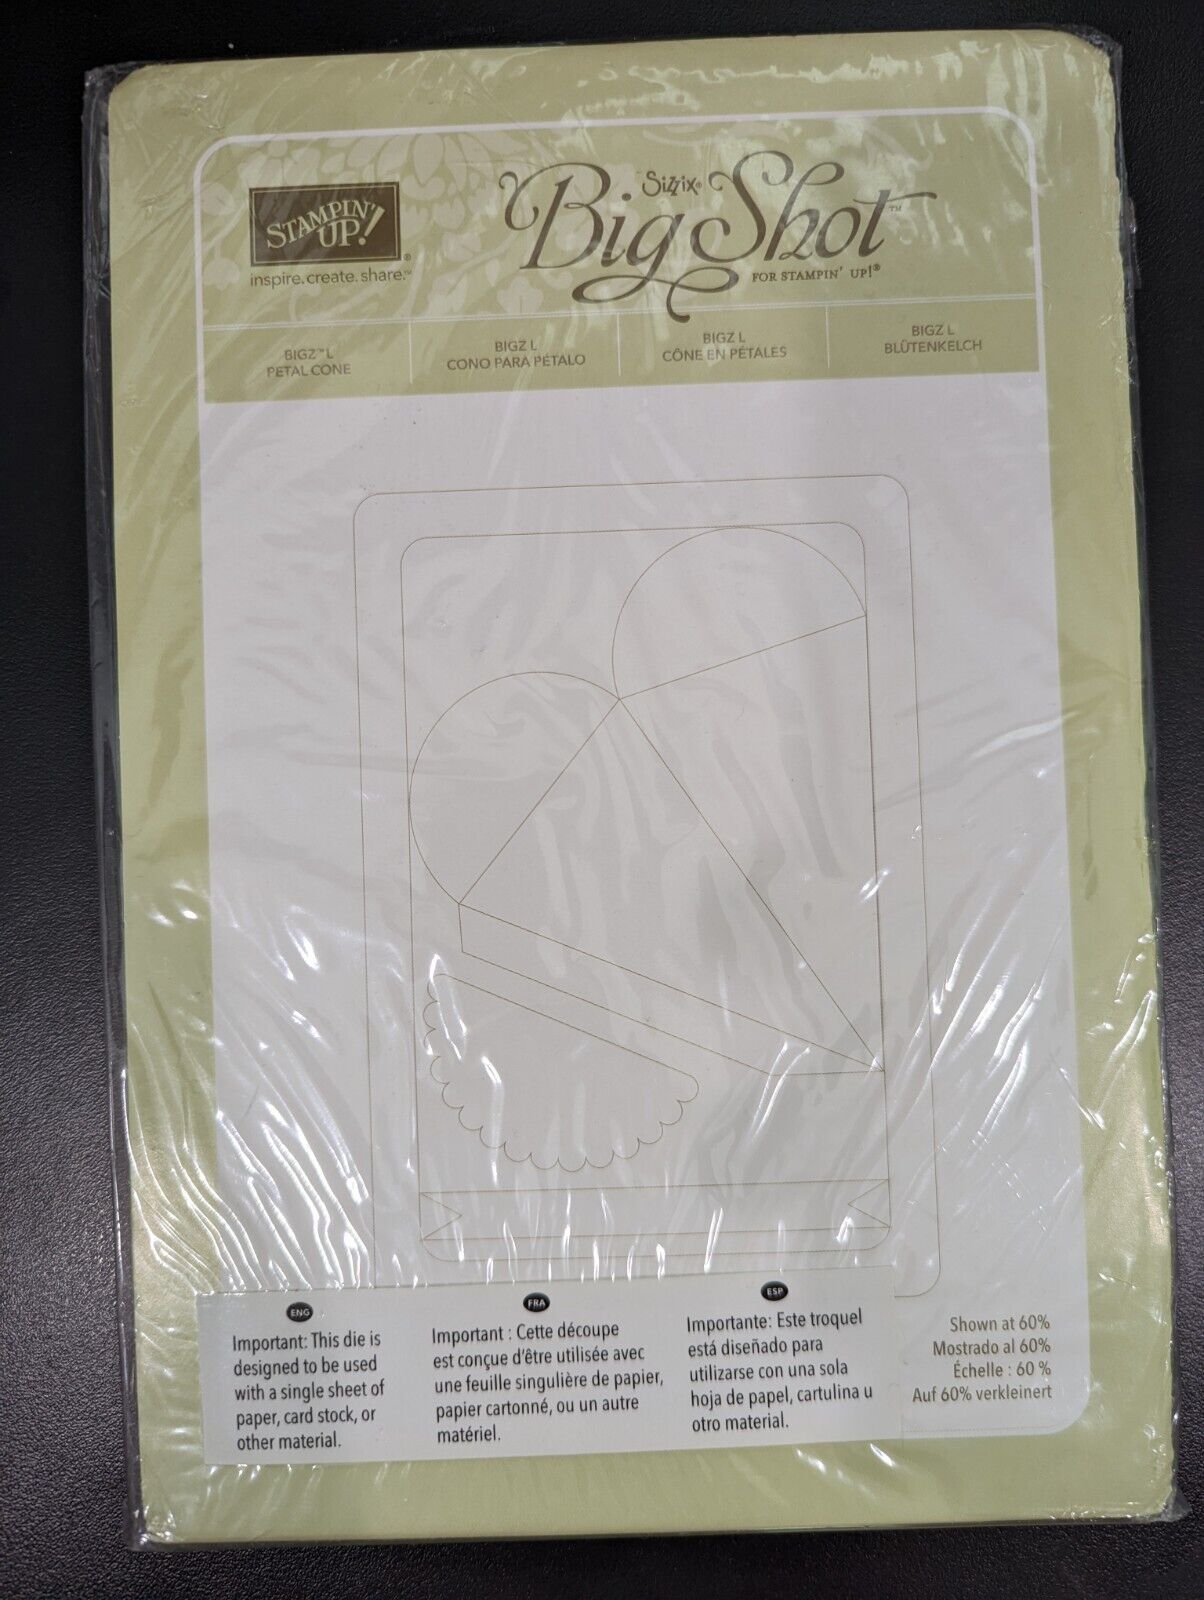 STAMPIN'
UP!®
inspire.create.share.™
Sizzix®
Big Shot™
FOR STAMPIN' UP!®
BIGZ™ L
PETAL CONE
BIGZ L
CONO PARA PÉTALO
BIGZ L
CÔNE EN PÉTALES
BIGZ L
BLÜTENKELCH
ENG
Important: This die is
designed to be used
with a single sheet of
paper, card stock, or
other material.
FRA
Important : Cette découpe
est conçue d'être utilisée avec
une feuille singulière de papier,
papier cartonné, ou un autre
matériel.
ESP
Importante: Este troquel
está diseñado para
utilizarse con una sola
hoja de papel, cartulina u
otro material.
Shown at 60%
Mostrado al 60%
Échelle : 60 %
Auf 60% verkleinert